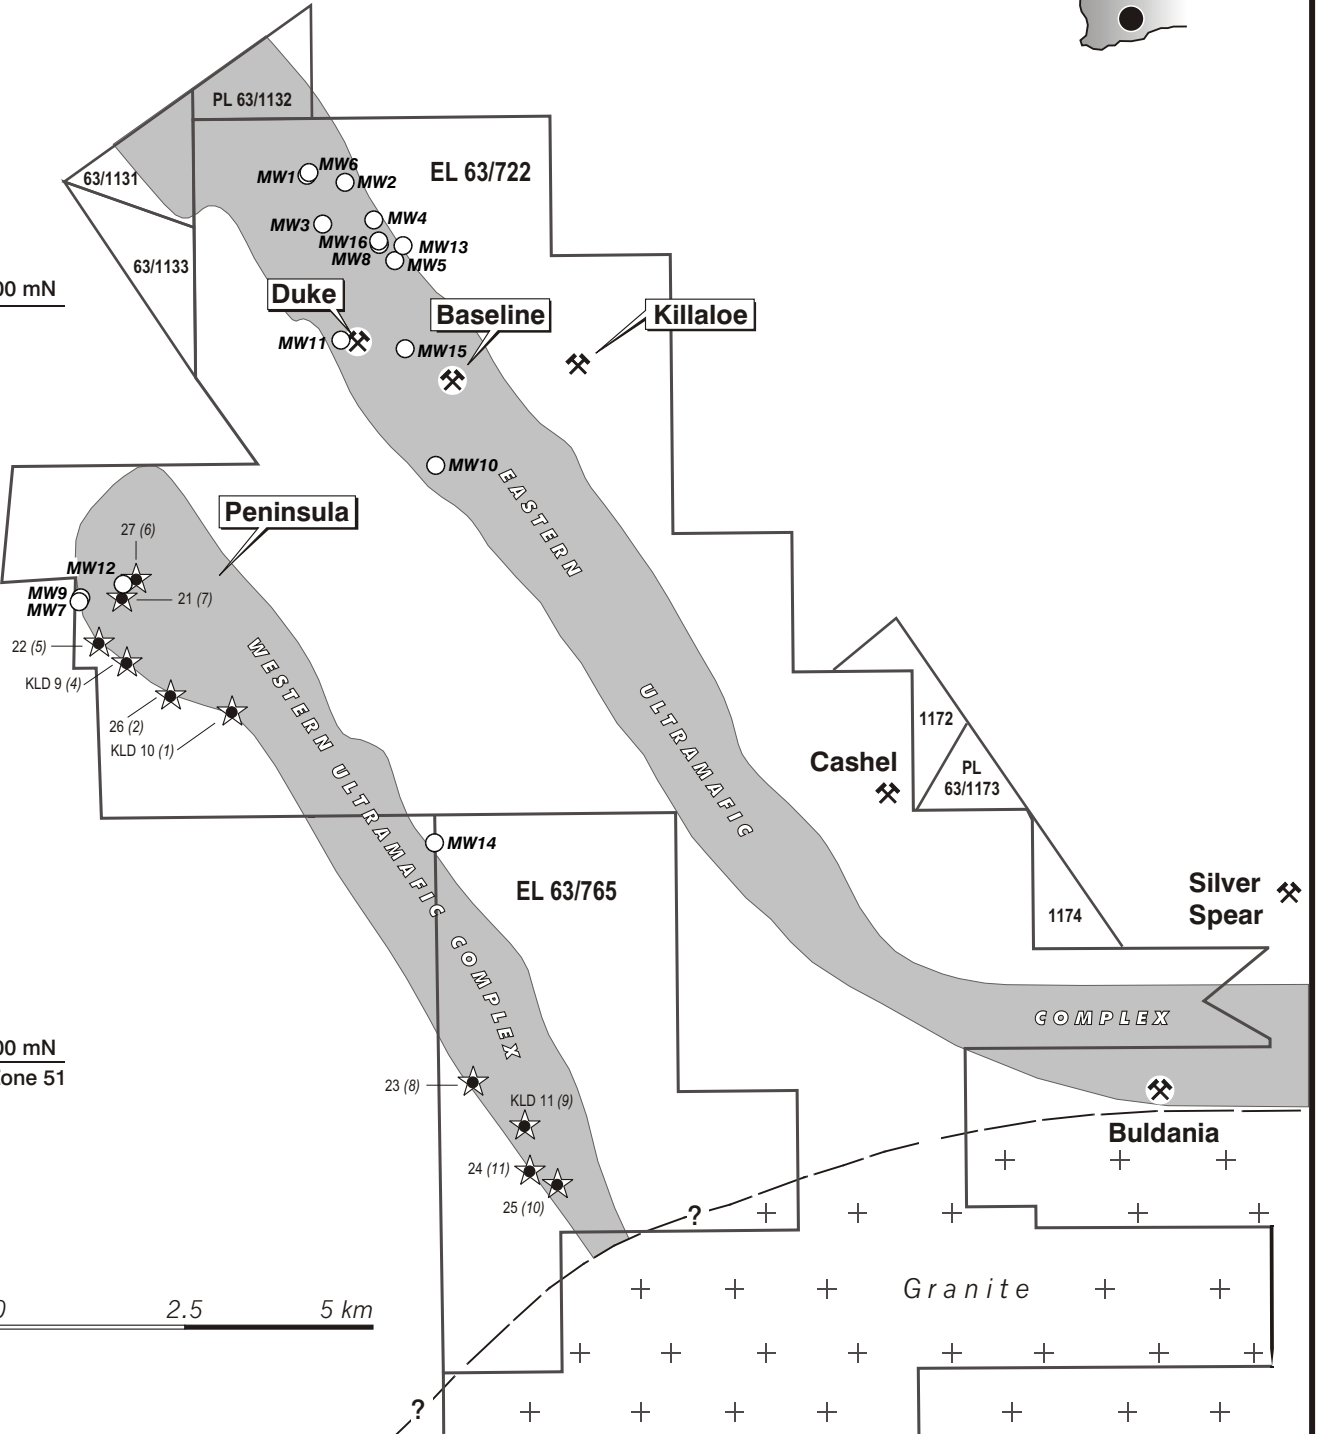 PL 63/1132
MW6
EL 63/722
63/1131
MW1
MW2
MW3
MW4
MW16
MW13
MW8
MW5
63/1133
00 mN
Duke
Baseline
Killaloe
MW11
MW15
MW10
EASTERN
Peninsula
27 (6)
MW12
MW9
MW7
21 (7)
22 (5)
KLD 9 (4)
26 (2)
KLD 10 (1)
WESTERN ULTRAMAFIC COMPLEX
ULTRAMAFIC
1172
PL
63/1173
Cashel
MW14
EL 63/765
Silver
Spear
1174
COMPLEX
00 mN
one 51
23 (8)
KLD 11 (9)
Buldania
24 (11)
25 (10)
?
Granite
0 2.5 5 km
?